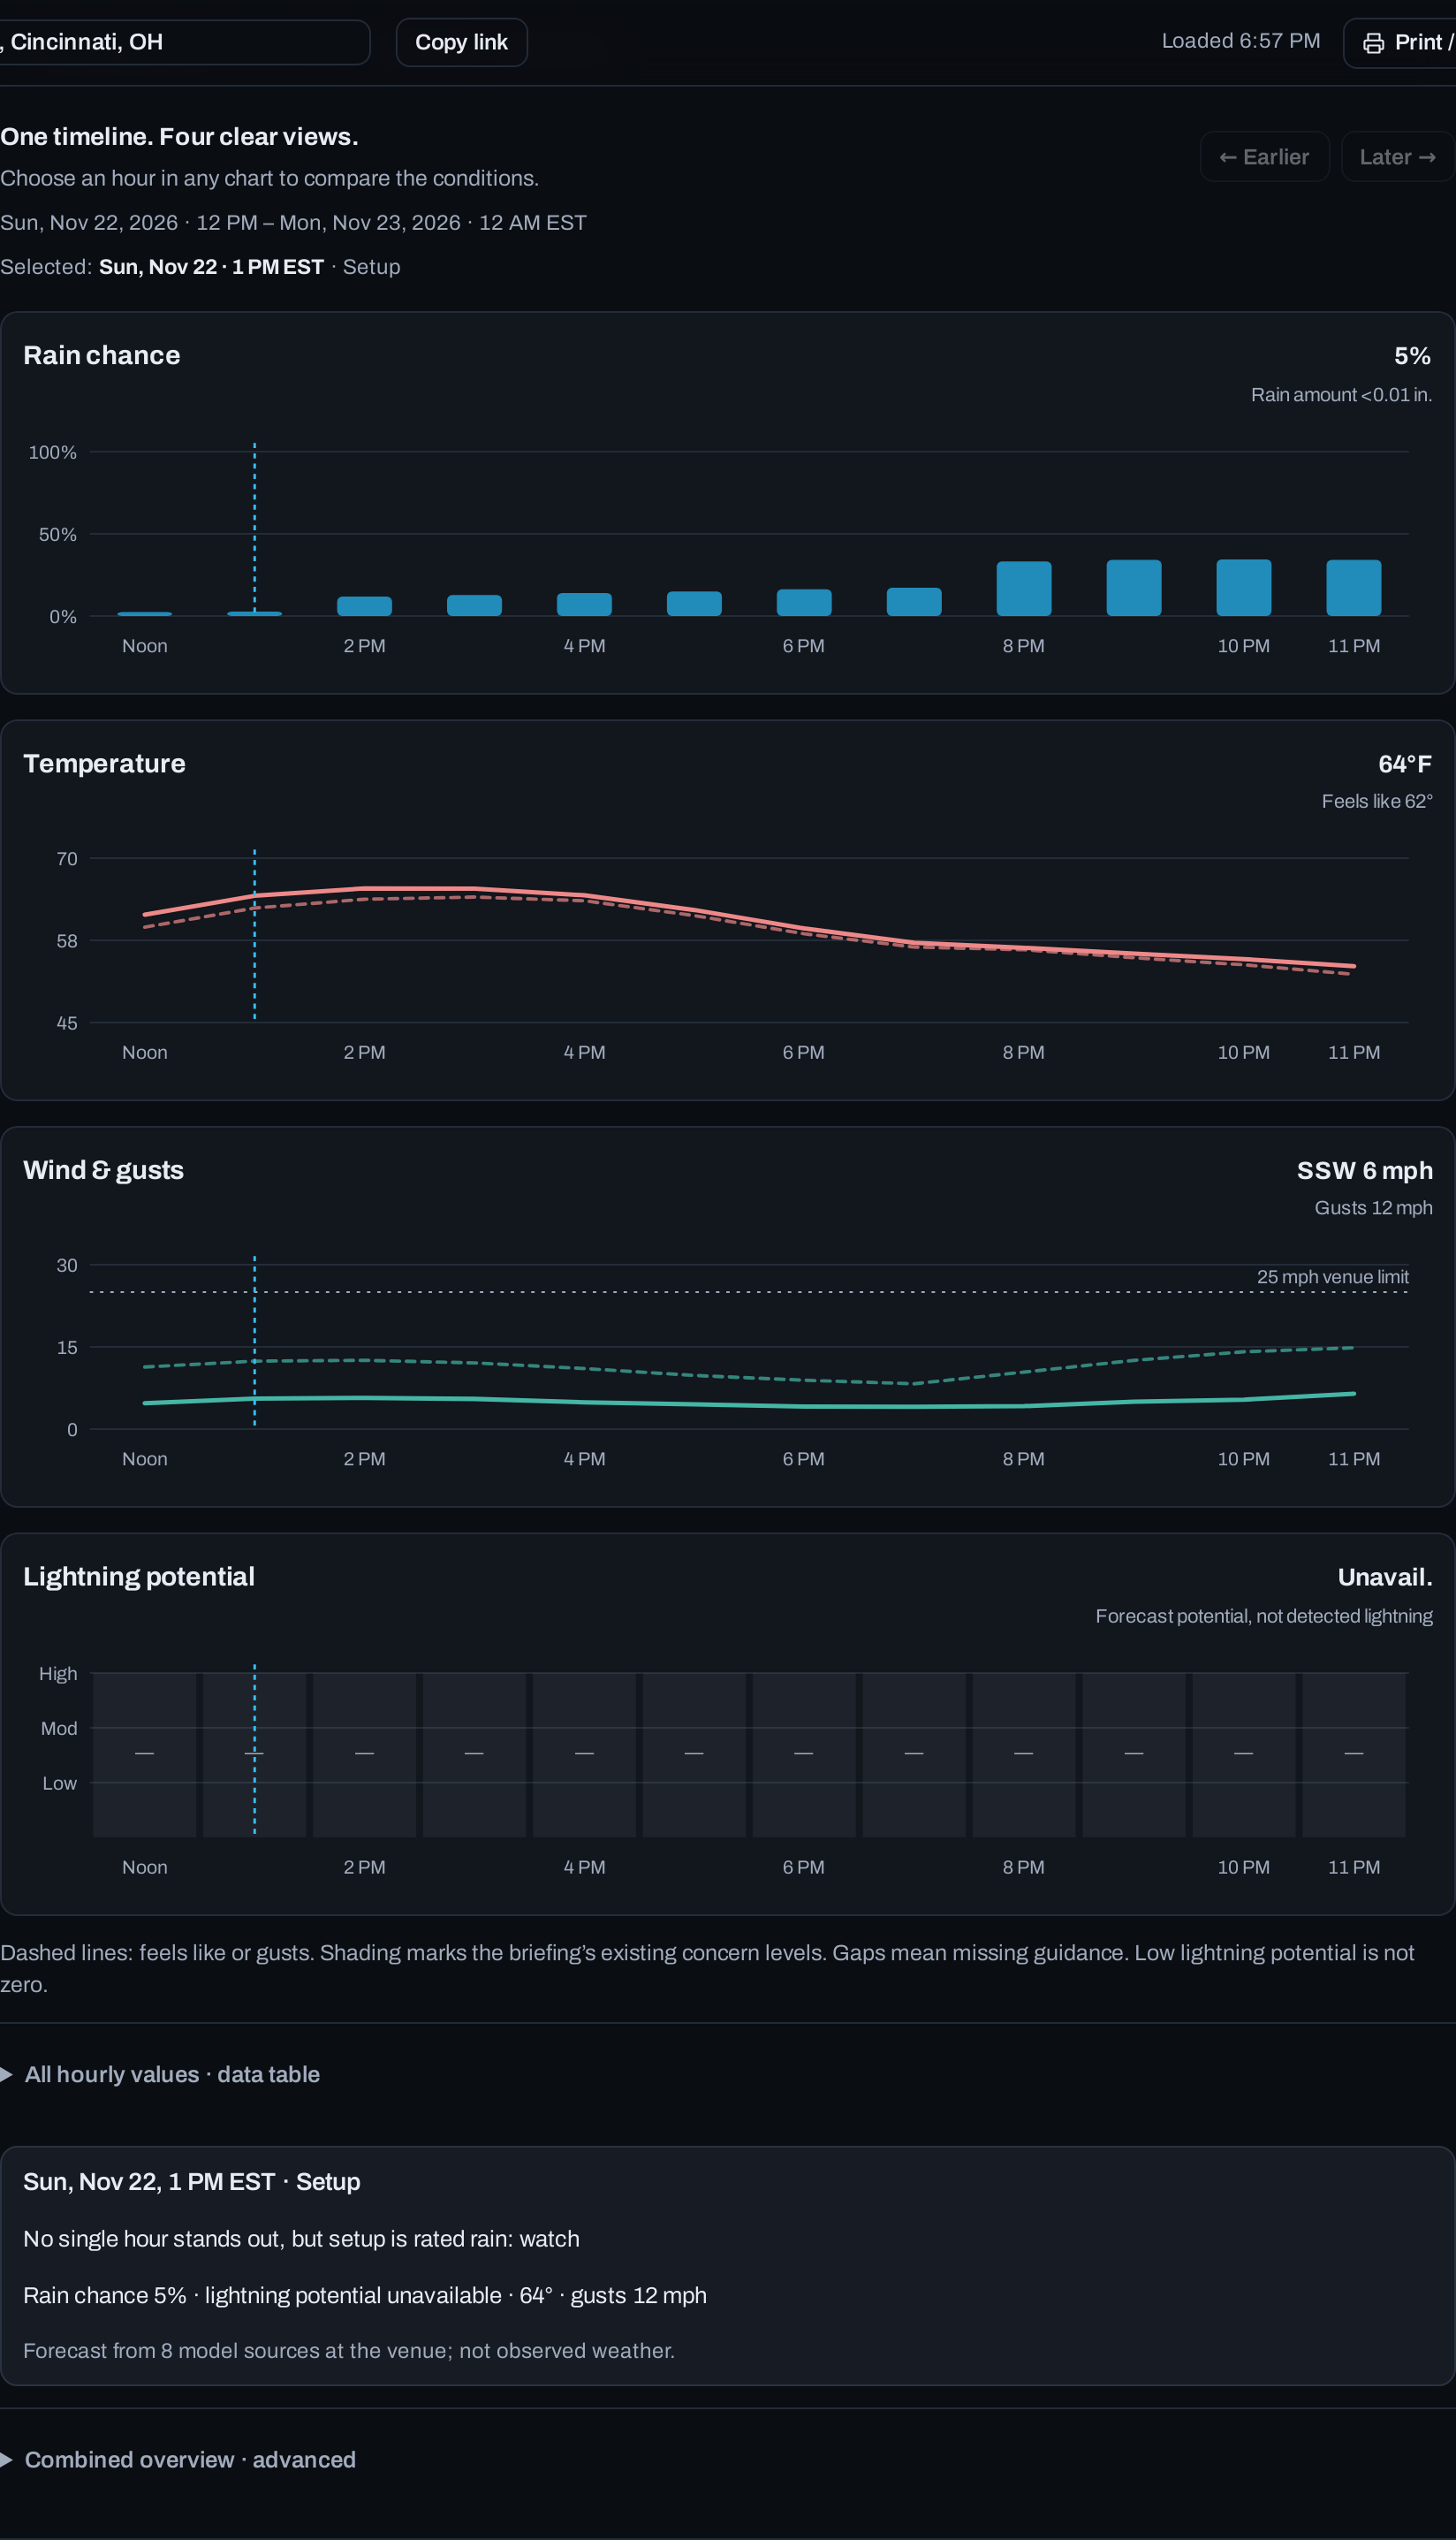 , Cincinnati, OH
Copy link
Loaded 6:57 PM
Print /
One timeline. Four clear views.
← Earlier
Later →
Choose an hour in any chart to compare the conditions.
Sun, Nov 22, 2026 · 12 PM – Mon, Nov 23, 2026 · 12 AM EST
Selected: Sun, Nov 22 · 1 PM EST · Setup
Rain chance
5%
Rain amount <0.01 in.
100%
50%
0%
Noon 2 PM 4 PM 6 PM 8 PM 10 PM 11 PM
Temperature
64°F
Feels like 62°
70
58
45
Noon 2 PM 4 PM 6 PM 8 PM 10 PM 11 PM
Wind & gusts
SSW 6 mph
Gusts 12 mph
30
25 mph venue limit
15
0
Noon 2 PM 4 PM 6 PM 8 PM 10 PM 11 PM
Lightning potential
Unavail.
Forecast potential, not detected lightning
High
Mod
— — — — — — — — — — — —
Low
Noon 2 PM 4 PM 6 PM 8 PM 10 PM 11 PM
Dashed lines: feels like or gusts. Shading marks the briefing’s existing concern levels. Gaps mean missing guidance. Low lightning potential is not
zero.
All hourly values · data table
Sun, Nov 22, 1 PM EST · Setup
No single hour stands out, but setup is rated rain: watch
Rain chance 5% · lightning potential unavailable · 64° · gusts 12 mph
Forecast from 8 model sources at the venue; not observed weather.
Combined overview · advanced